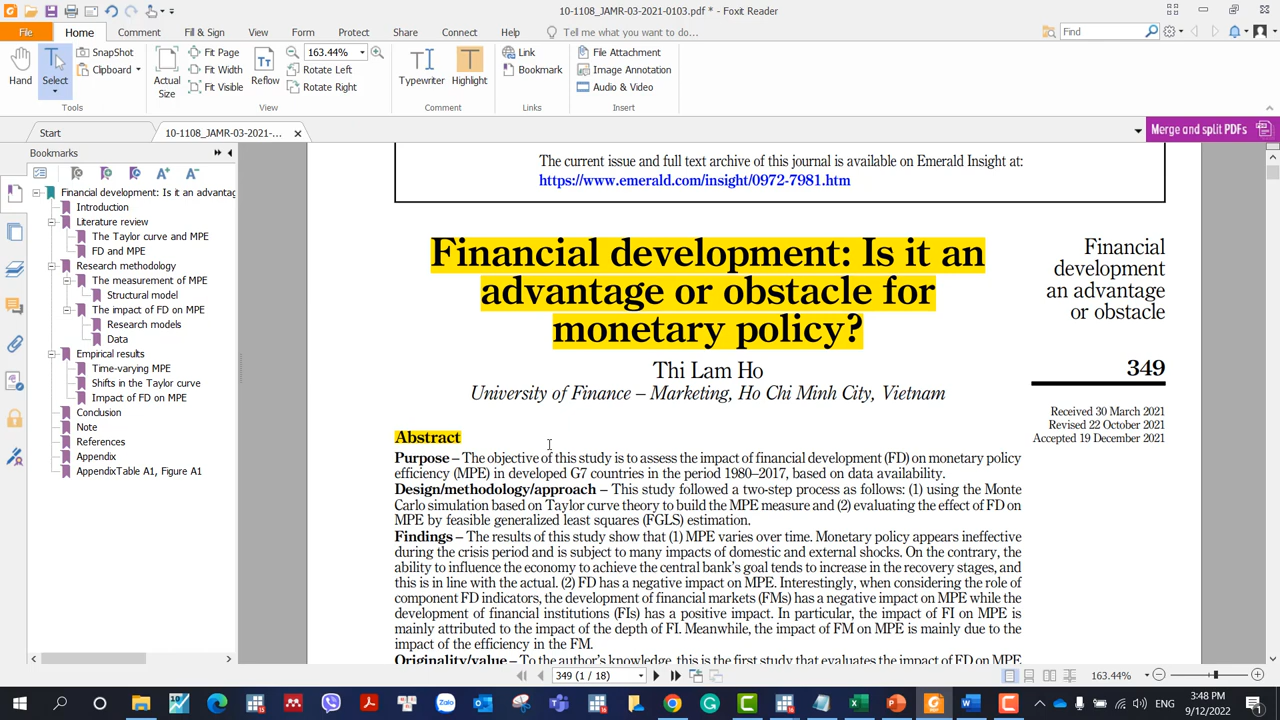 10-1108_JAMR-03-2021-0103.pdf * - Foxit Reader
File Home Comment Fill & Sign View Form Protect Share Connect Help Tell me what you want to do... Find
Hand
Select
SnapShot
Clipboard
Tools
Actual
Size
Fit Page
Fit Width
Fit Visible
Reflow
163.44%
Rotate Left
Rotate Right
View
Typewriter
Highlight
Comment
Link
Bookmark
Links
File Attachment
Image Annotation
Audio & Video
Insert
Start
10-1108_JAMR-03-2021-...
Merge and split PDFs
Bookmarks
Financial development: Is it an advantag
Introduction
Literature review
The Taylor curve and MPE
FD and MPE
Research methodology
The measurement of MPE
Structural model
The impact of FD on MPE
Research models
Data
Empirical results
Time-varying MPE
Shifts in the Taylor curve
Impact of FD on MPE
Conclusion
Note
References
Appendix
AppendixTable A1, Figure A1
The current issue and full text archive of this journal is available on Emerald Insight at:
https://www.emerald.com/insight/0972-7981.htm
Financial development: Is it an
advantage or obstacle for
monetary policy?
Thi Lam Ho
University of Finance – Marketing, Ho Chi Minh City, Vietnam
Financial
development
an advantage
or obstacle
349
Received 30 March 2021
Revised 22 October 2021
Accepted 19 December 2021
Abstract
Purpose – The objective of this study is to assess the impact of financial development (FD) on monetary policy
efficiency (MPE) in developed G7 countries in the period 1980–2017, based on data availability.
Design/methodology/approach – This study followed a two-step process as follows: (1) using the Monte
Carlo simulation based on Taylor curve theory to build the MPE measure and (2) evaluating the effect of FD on
MPE by feasible generalized least squares (FGLS) estimation.
Findings – The results of this study show that (1) MPE varies over time. Monetary policy appears ineffective
during the crisis period and is subject to many impacts of domestic and external shocks. On the contrary, the
ability to influence the economy to achieve the central bank's goal tends to increase in the recovery stages, and
this is in line with the actual. (2) FD has a negative impact on MPE. Interestingly, when considering the role of
component FD indicators, the development of financial markets (FMs) has a negative impact on MPE while the
development of financial institutions (FIs) has a positive impact. In particular, the impact of FI on MPE is
mainly attributed to the impact of the depth of FI. Meanwhile, the impact of FM on MPE is mainly due to the
impact of the efficiency in the FM.
Originality/value – To the author's knowledge, this is the first study that evaluates the impact of FD on MPE
349 (1 / 18)
163.44%
Zalo
ENG
3:48 PM
9/12/2022